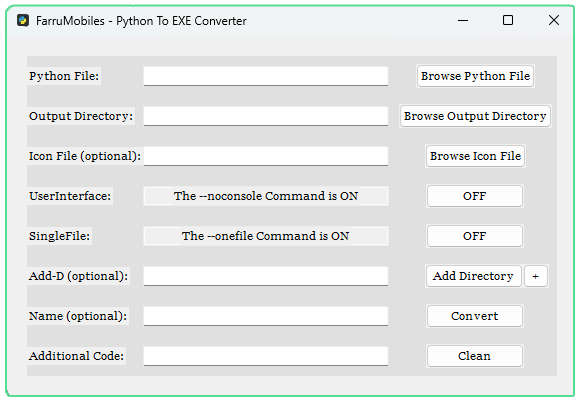 FarruMobiles - Python To EXE Converter
Python File: Browse Python File
Output Directory: Browse Output Directory
Icon File (optional): Browse Icon File
UserInterface: The --noconsole Command is ON OFF
SingleFile: The --onefile Command is ON OFF
Add-D (optional): Add Directory +
Name (optional): Convert
Additional Code: Clean